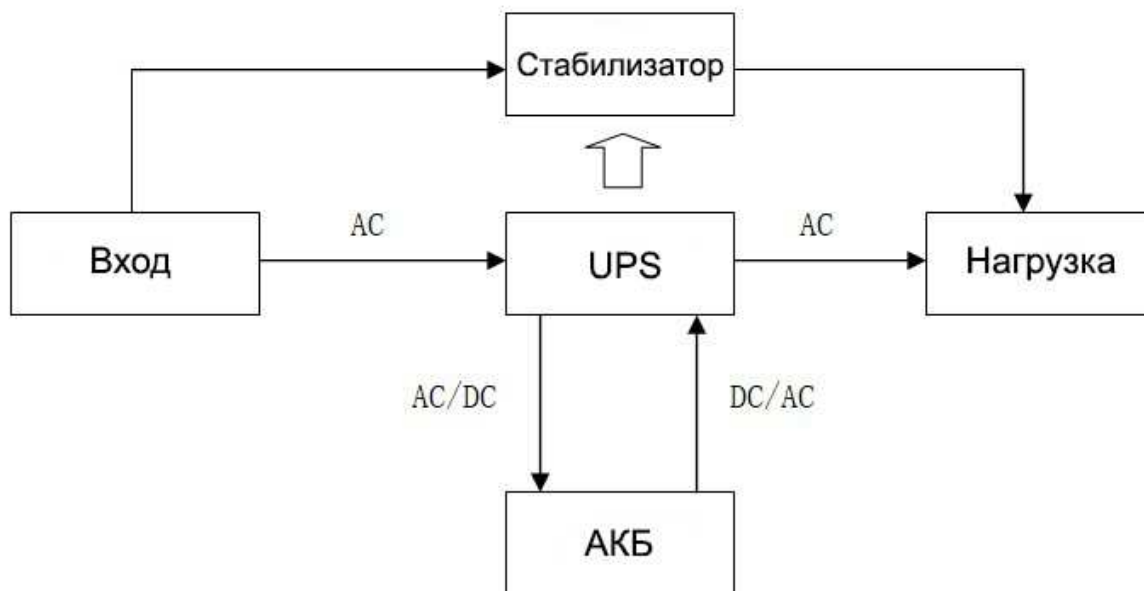 Стабилизатор
AC
AC
Вход
UPS
Нагрузка
AC/DC
DC/AC
АКБ